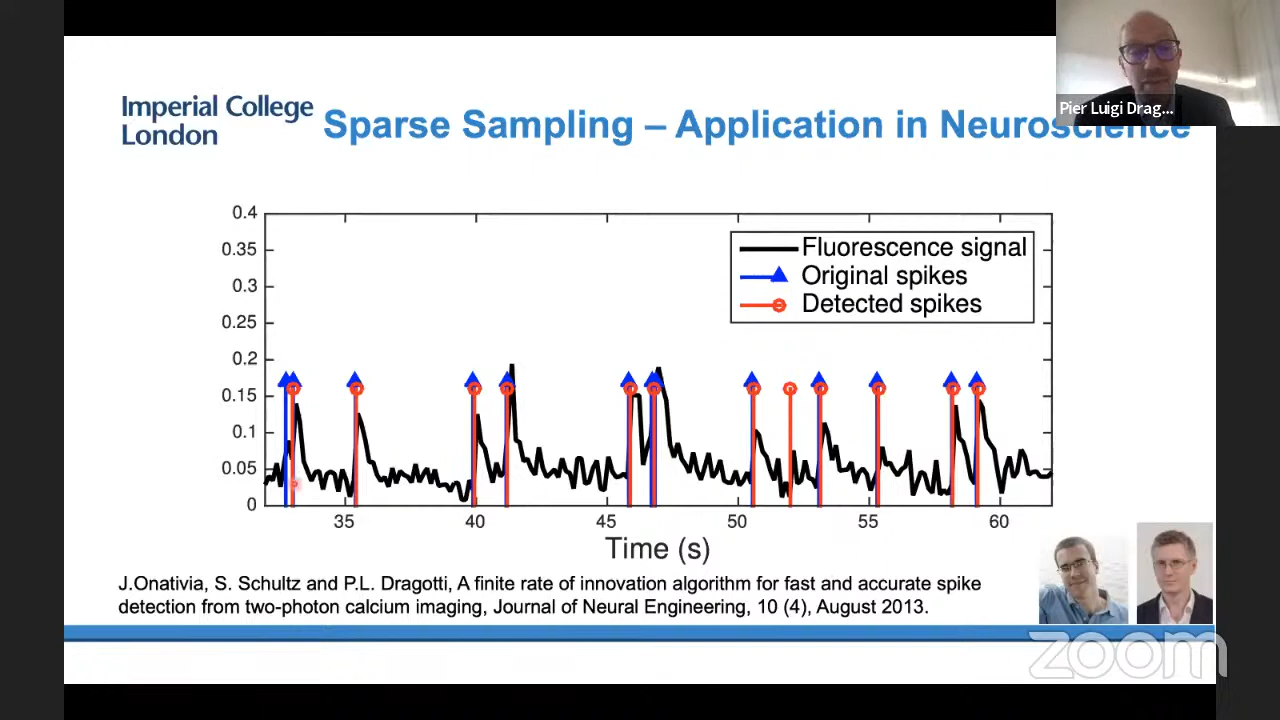 Pier Luigi Drag...
Imperial College
London
Sparse Sampling – Application in Neuroscience
0.4
0.35
0.3
0.25
0.2
0.15
0.1
0.05
0
Fluorescence signal
Original spikes
Detected spikes
35
40
45
50
55
60
Time (s)
J.Onativia, S. Schultz and P.L. Dragotti, A finite rate of innovation algorithm for fast and accurate spike
detection from two-photon calcium imaging, Journal of Neural Engineering, 10 (4), August 2013.
zoom